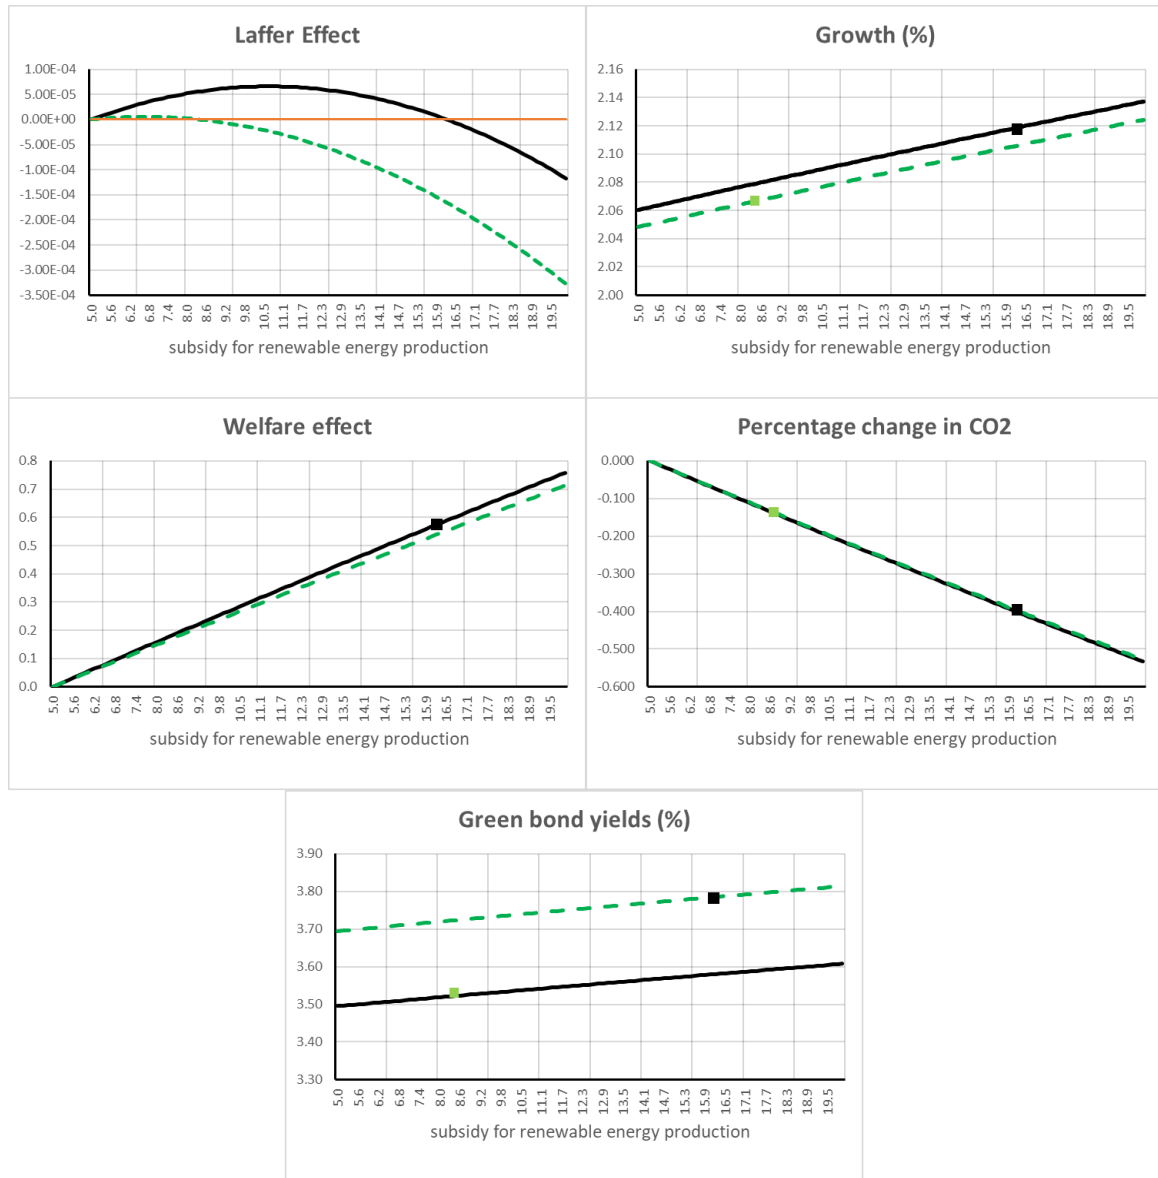 Laffer Effect
1.00E-04
5.00E-05
0.00E+00
-5.00E-05
-1.00E-04
-1.50E-04
-2.00E-04
-2.50E-04
-3.00E-04
-3.50E-04
5.0 5.6 6.2 6.8 7.4 8.0 8.6 9.2 9.8 10.5 11.1 11.7 12.3 12.9 13.5 14.1 14.7 15.3 15.9 16.5 17.1 17.7 18.3 18.9 19.5
subsidy for renewable energy production
Growth (%)
2.16
2.14
2.12
2.10
2.08
2.06
2.04
2.02
2.00
5.0 5.6 6.2 6.8 7.4 8.0 8.6 9.2 9.8 10.5 11.1 11.7 12.3 12.9 13.5 14.1 14.7 15.3 15.9 16.5 17.1 17.7 18.3 18.9 19.5
subsidy for renewable energy production
Welfare effect
0.8
0.7
0.6
0.5
0.4
0.3
0.2
0.1
0.0
5.0 5.6 6.2 6.8 7.4 8.0 8.6 9.2 9.8 10.5 11.1 11.7 12.3 12.9 13.5 14.1 14.7 15.3 15.9 16.5 17.1 17.7 18.3 18.9 19.5
subsidy for renewable energy production
Percentage change in CO2
0.000
-0.100
-0.200
-0.300
-0.400
-0.500
-0.600
5.0 5.6 6.2 6.8 7.4 8.0 8.6 9.2 9.8 10.5 11.1 11.7 12.3 12.9 13.5 14.1 14.7 15.3 15.9 16.5 17.1 17.7 18.3 18.9 19.5
subsidy for renewable energy production
Green bond yields (%)
3.90
3.80
3.70
3.60
3.50
3.40
3.30
5.0 5.6 6.2 6.8 7.4 8.0 8.6 9.2 9.8 10.5 11.1 11.7 12.3 12.9 13.5 14.1 14.7 15.3 15.9 16.5 17.1 17.7 18.3 18.9 19.5
subsidy for renewable energy production